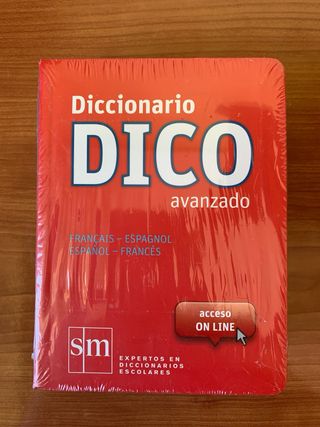 Diccionario
DICO
avanzado
FRANÇAIS – ESPAGNOL
ESPAÑOL – FRANCÉS
acceso
ON LINE
sm
EXPERTOS EN
DICCIONARIOS
ESCOLARES